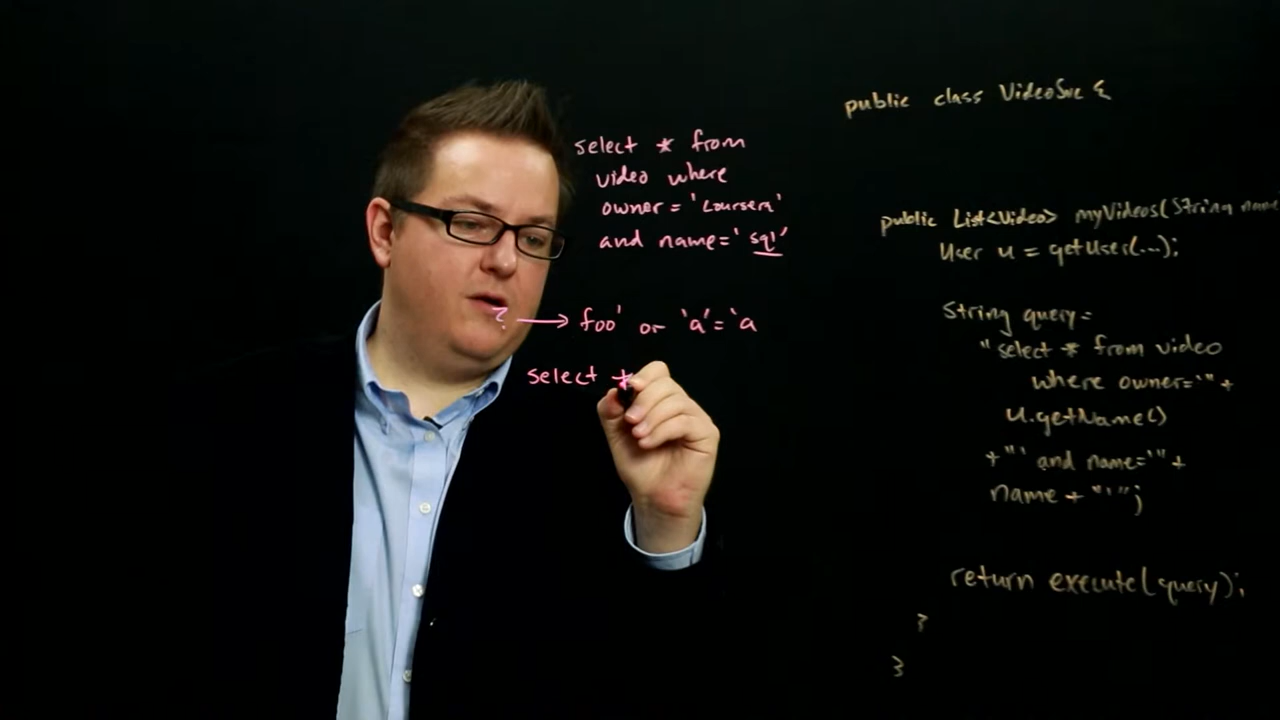 select * from
video where
owner = 'Coursera'
and name=' sql'
? → foo' or 'a'='a
select *
public class VideoSvc {
public List<Video> myVideos(String name
User u = getUser(...);
String query=
"select * from video
where owner='"+
u.getName()
+"' and name='"+
name + "'";
return execute(query);
}
}